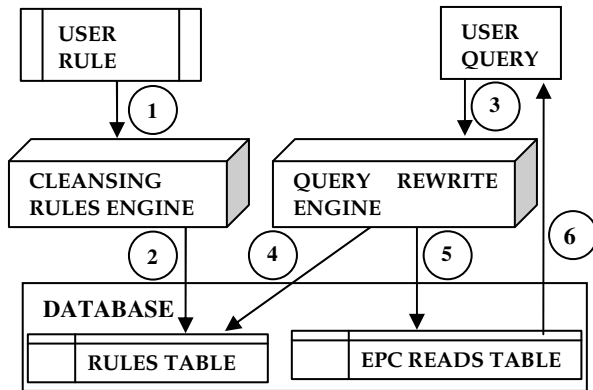 USER
RULE
USER
QUERY
1
3
CLEANSING
RULES ENGINE
QUERY REWRITE
ENGINE
2
4
5
6
DATABASE
RULES TABLE
EPC READS TABLE